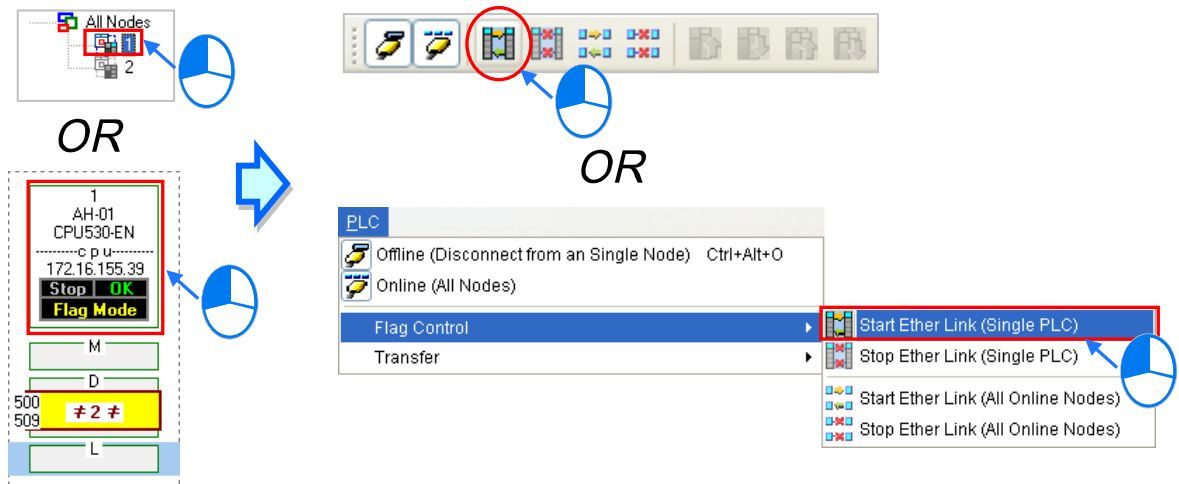 All Nodes
1
2
OR
1
AH-01
CPU530-EN
--------c p u--------
172.16.155.39
Stop OK
Flag Mode
M
D
500
509
≠ 2 ≠
L
OR
PLC
Offline (Disconnect from an Single Node) Ctrl+Alt+O
Online (All Nodes)
Flag Control
Transfer
Start Ether Link (Single PLC)
Stop Ether Link (Single PLC)
Start Ether Link (All Online Nodes)
Stop Ether Link (All Online Nodes)